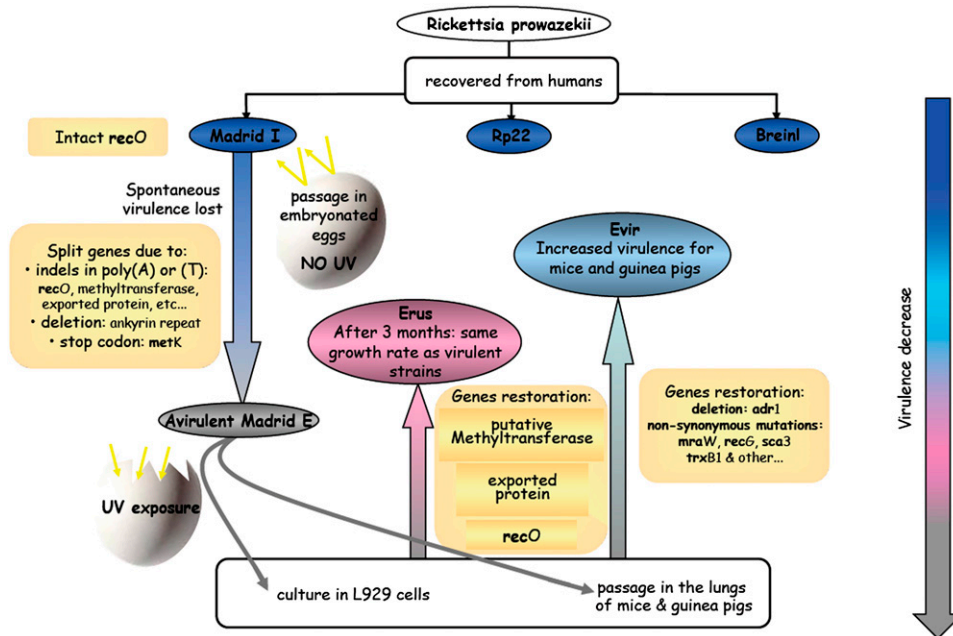 Rickettsia prowazekii
recovered from humans
Intact recO
Madrid I
Rp22
Breinl
Spontaneous
virulence lost
passage in
embryonated
eggs
NO UV
Split genes due to:
• indels in poly(A) or (T):
recO, methyltransferase,
exported protein, etc...
• deletion: ankyrin repeat
• stop codon: metK
Evir
Increased virulence for
mice and guinea pigs
Erus
After 3 months: same
growth rate as virulent
strains
Virulence decrease
Avirulent Madrid E
Genes restoration:
putative
Methyltransferase
exported
protein
recO
Genes restoration:
deletion: adr1
non-synonymous mutations:
mraW, recG, sca3
trxB1 & other...
UV exposure
culture in L929 cells
passage in the lungs
of mice & guinea pigs